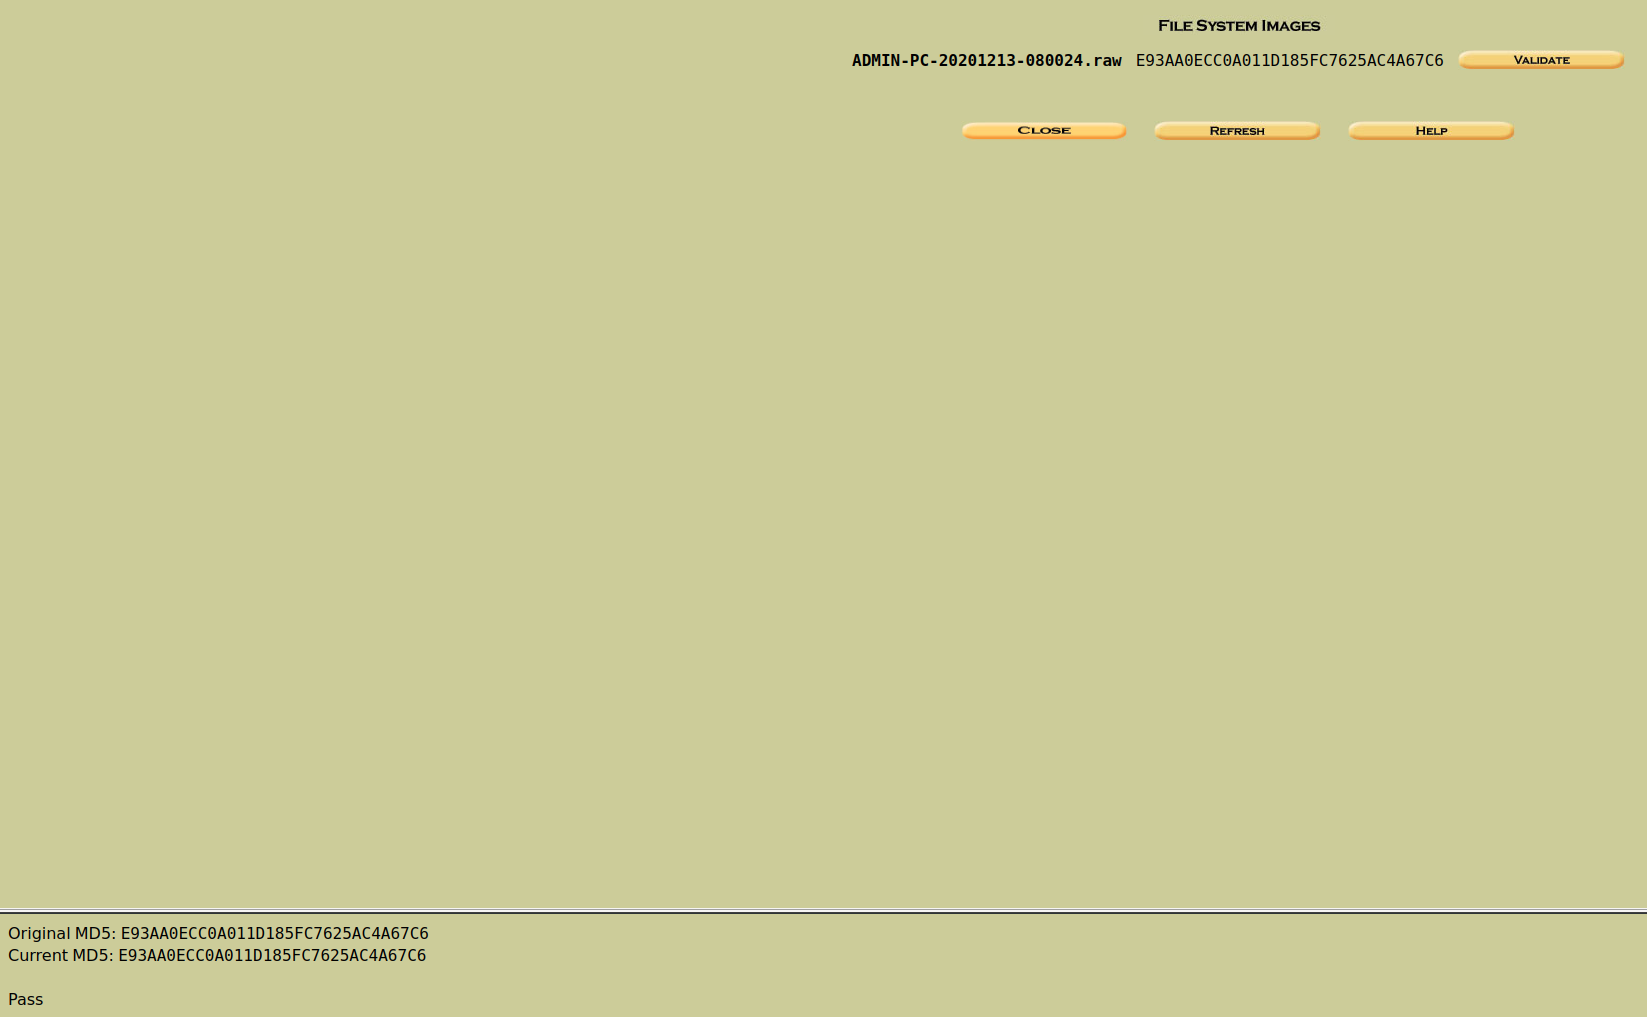 FILE SYSTEM IMAGES
ADMIN-PC-20201213-080024.raw E93AA0ECC0A011D185FC7625AC4A67C6 VALIDATE
CLOSE REFRESH HELP
Original MD5: E93AA0ECC0A011D185FC7625AC4A67C6
Current MD5: E93AA0ECC0A011D185FC7625AC4A67C6
Pass